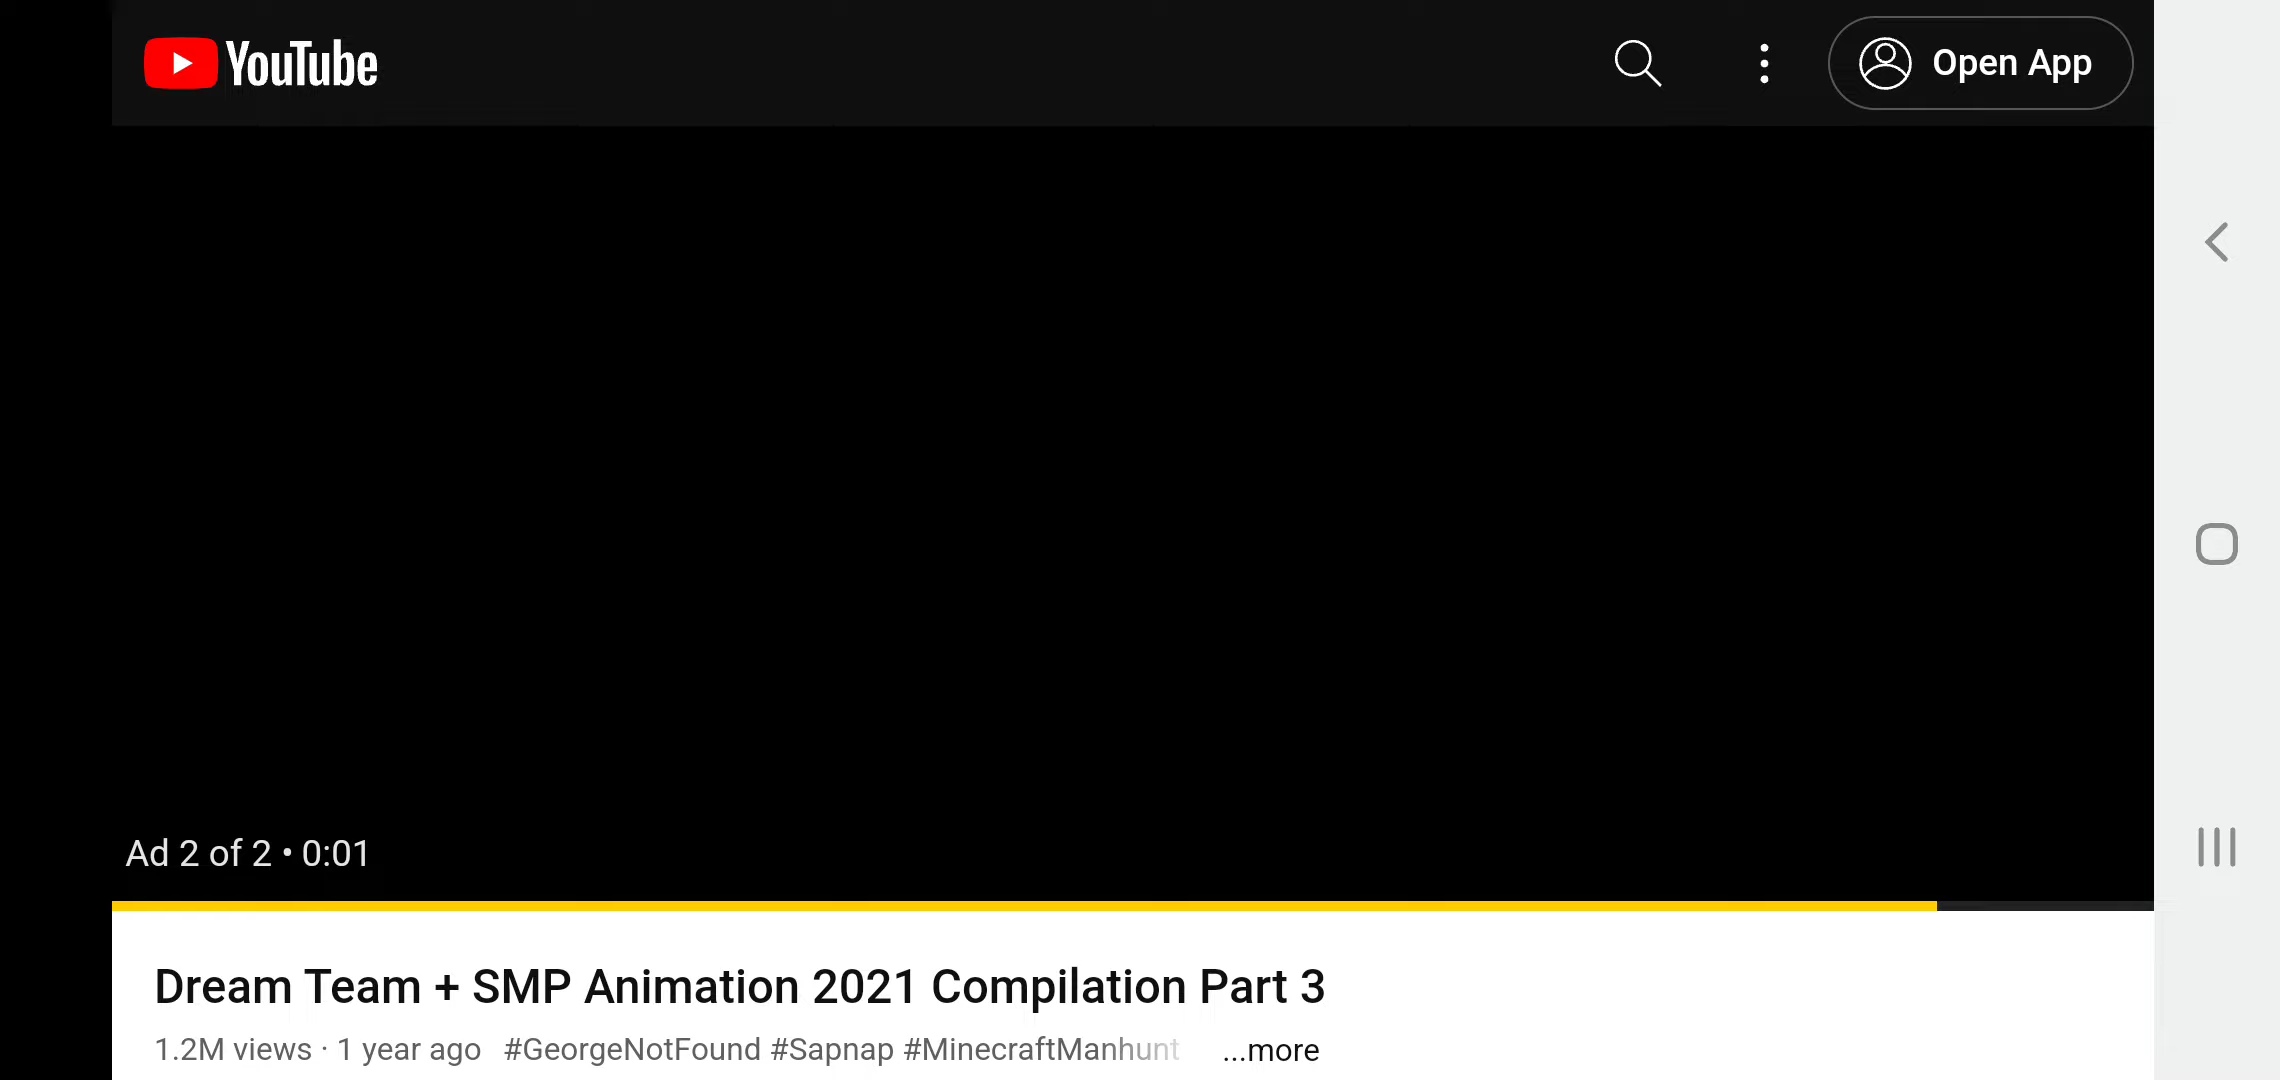 YouTube
Open App
Ad 2 of 2 • 0:01
Dream Team + SMP Animation 2021 Compilation Part 3
1.2M views · 1 year ago #GeorgeNotFound #Sapnap #MinecraftManhunt ...more